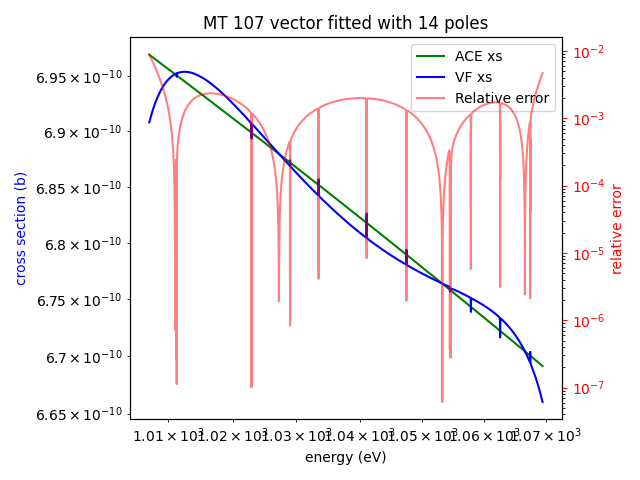 MT 107 vector fitted with 14 poles
ACE xs
VF xs
Relative error
6.95 × 10⁻¹⁰
6.9 × 10⁻¹⁰
6.85 × 10⁻¹⁰
6.8 × 10⁻¹⁰
6.75 × 10⁻¹⁰
6.7 × 10⁻¹⁰
6.65 × 10⁻¹⁰
cross section (b)
10⁻²
10⁻³
10⁻⁴
10⁻⁵
10⁻⁶
10⁻⁷
relative error
1.01 × 10³ 1.02 × 10³ 1.03 × 10³ 1.04 × 10³ 1.05 × 10³ 1.06 × 10³ 1.07 × 10³
energy (eV)